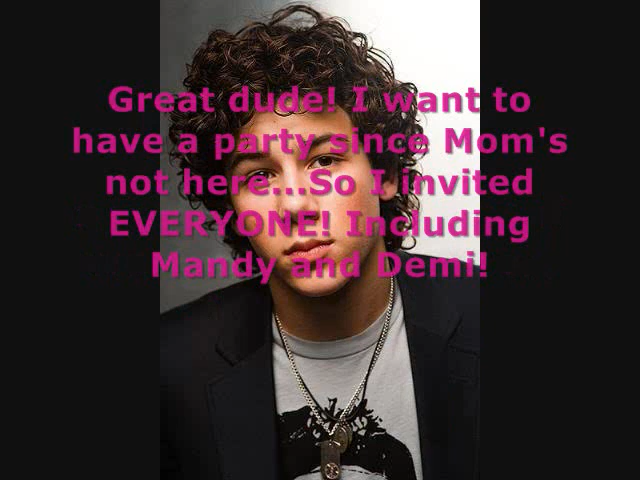 Great dude! I want to
have a party since Mom's
not here...So I invited
EVERYONE! Including
Mandy and Demi!